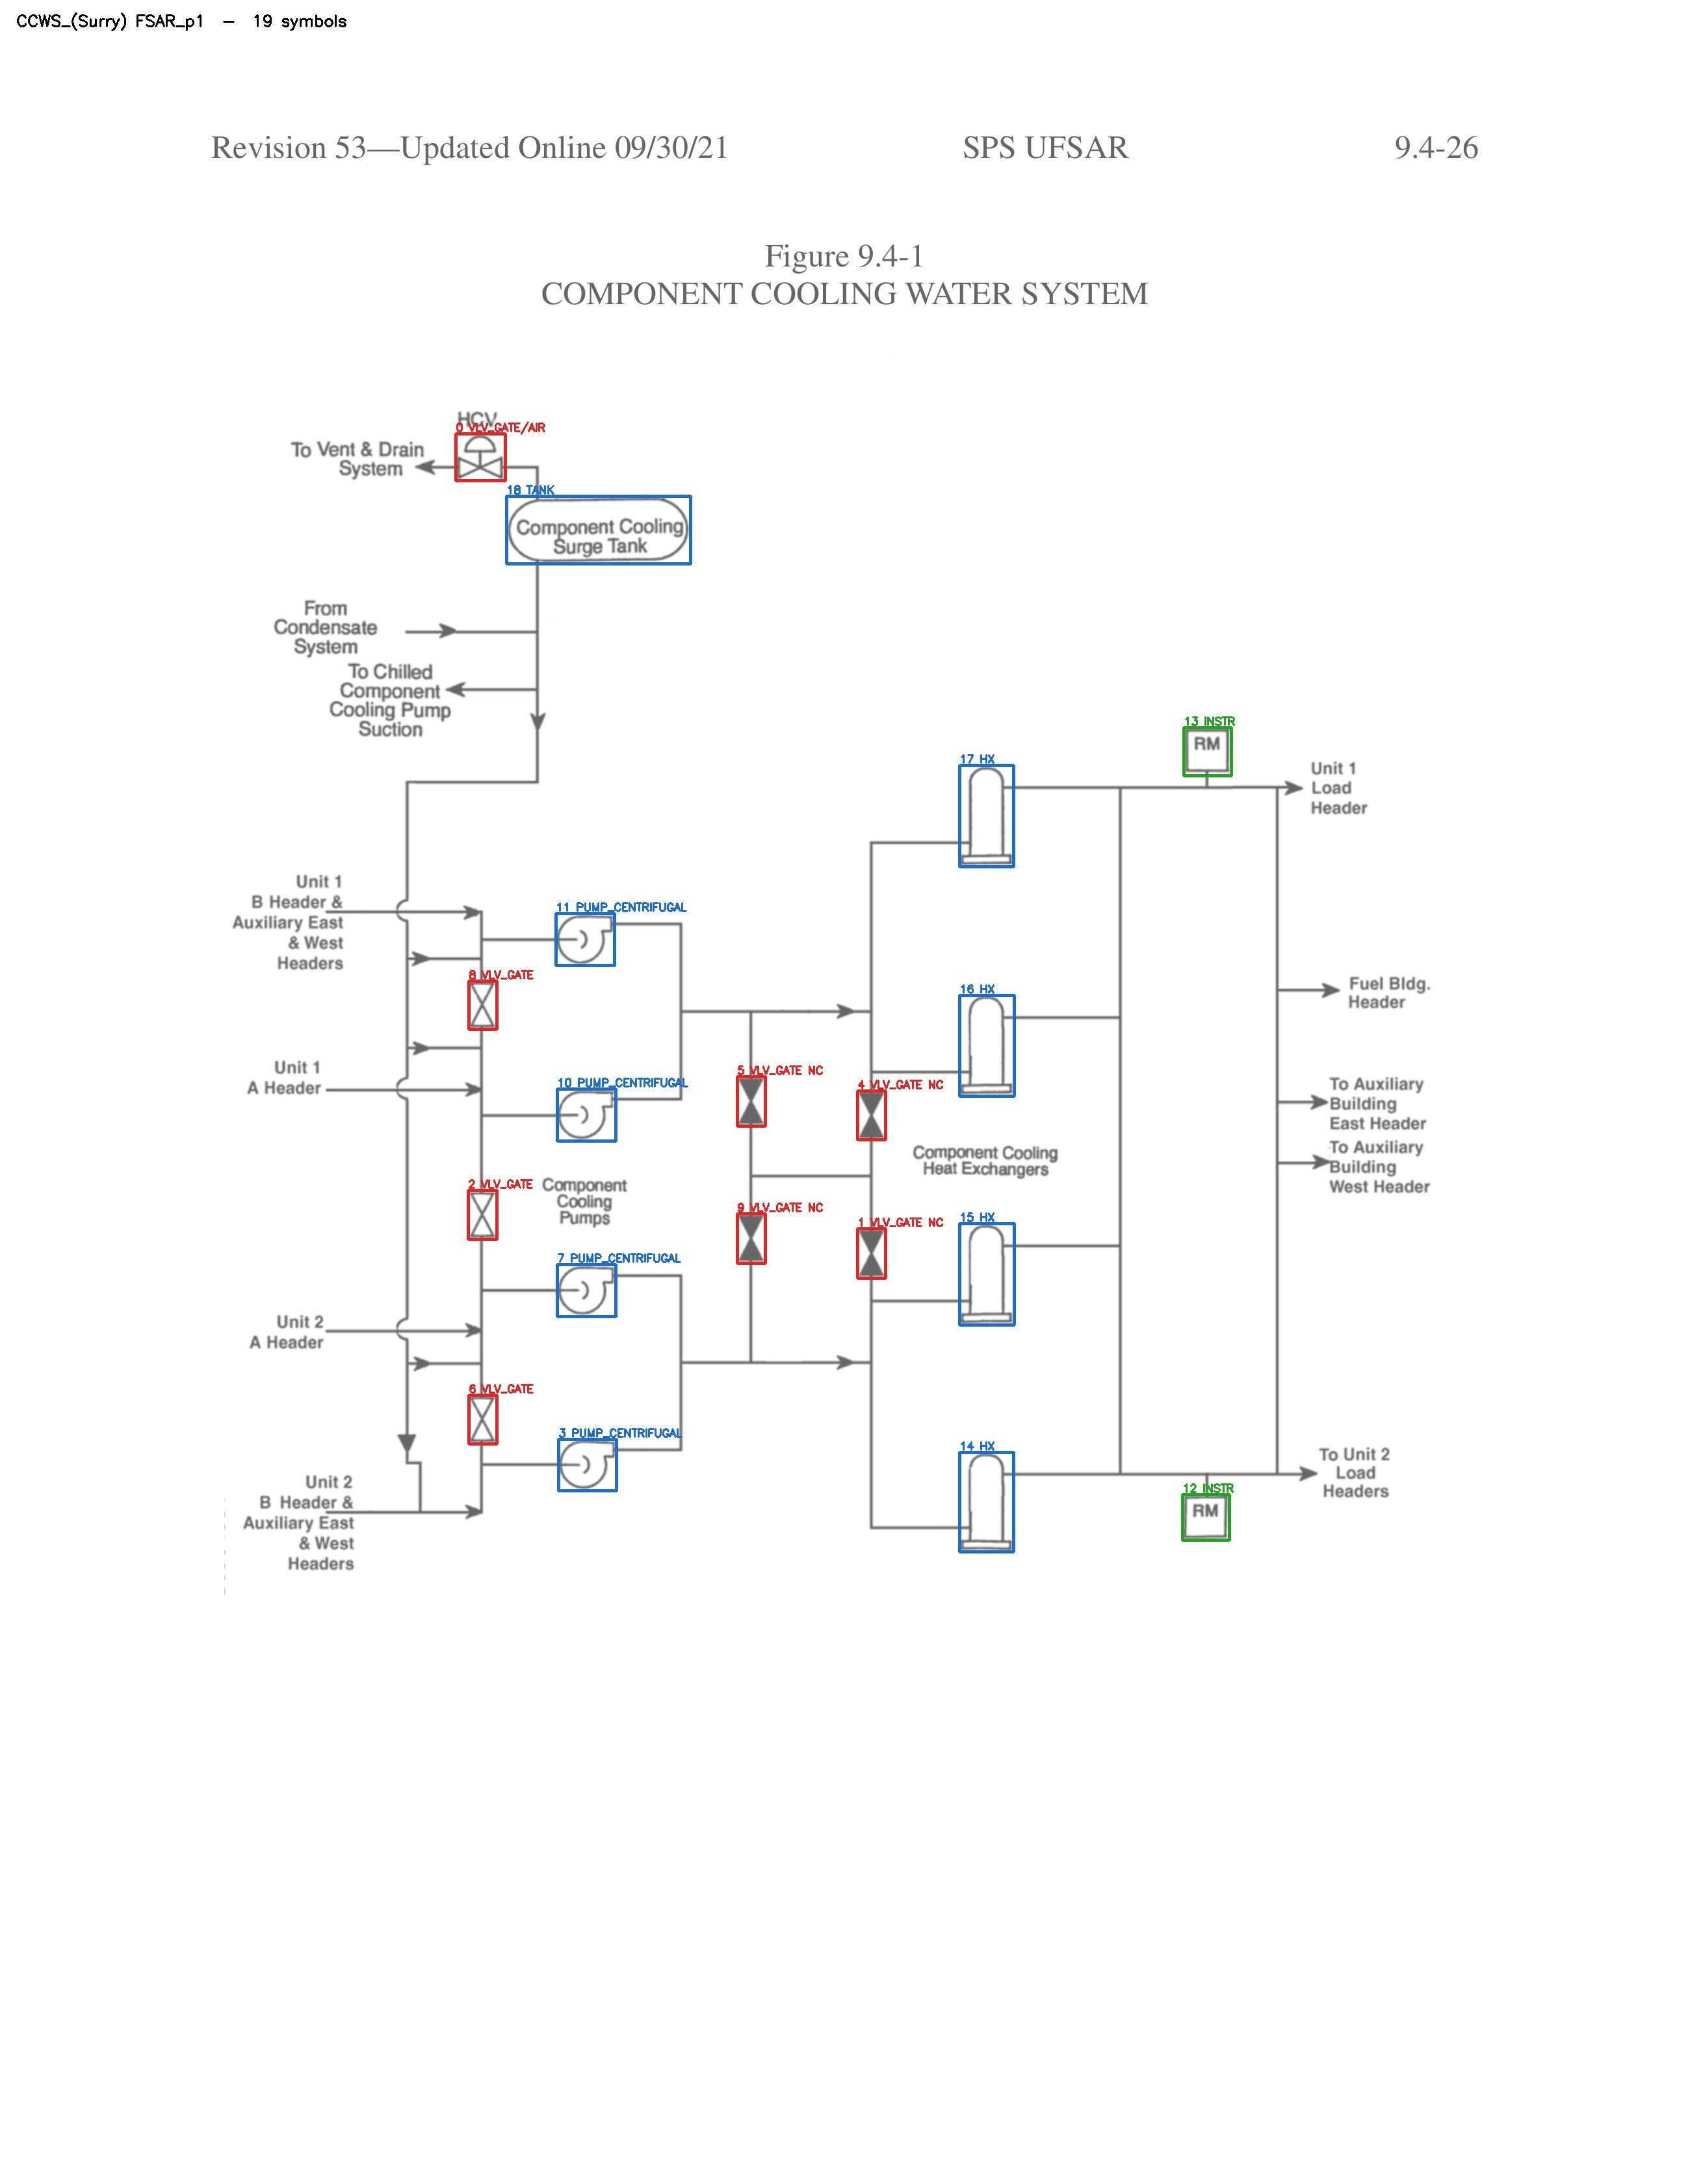 CCWS_(Surry) FSAR_p1 – 19 symbols
Revision 53—Updated Online 09/30/21 SPS UFSAR 9.4-26
Figure 9.4-1
COMPONENT COOLING WATER SYSTEM
HCV
0 VLV_GATE/AIR
To Vent & Drain
System
18 TANK
Component Cooling
Surge Tank
From
Condensate
System
To Chilled
Component
Cooling Pump
Suction
13 INSTR
RM
Unit 1
Load
Header
17 HX
Unit 1
B Header &
Auxiliary East
& West
Headers
11 PUMP_CENTRIFUGAL
8 VLV_GATE
16 HX
Fuel Bldg.
Header
Unit 1
A Header
10 PUMP_CENTRIFUGAL
5 VLV_GATE NC
4 VLV_GATE NC
To Auxiliary
Building
East Header
To Auxiliary
Building
West Header
Component Cooling
Heat Exchangers
2 VLV_GATE
Component
Cooling
Pumps
9 VLV_GATE NC
1 VLV_GATE NC
15 HX
7 PUMP_CENTRIFUGAL
Unit 2
A Header
6 VLV_GATE
3 PUMP_CENTRIFUGAL
14 HX
To Unit 2
Load
Headers
12 INSTR
RM
Unit 2
B Header &
Auxiliary East
& West
Headers